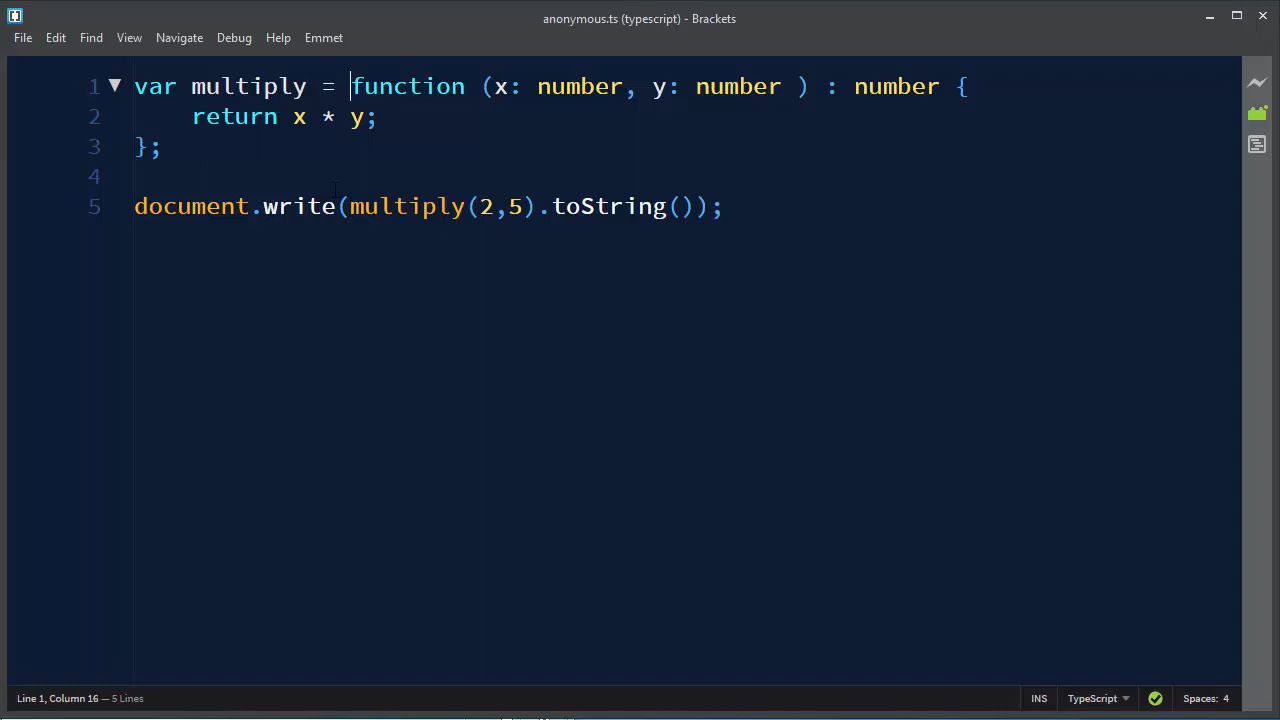 anonymous.ts (typescript) - Brackets
File Edit Find View Navigate Debug Help Emmet
1 var multiply = function (x: number, y: number ) : number {
2     return x * y;
3 };
4
5 document.write(multiply(2,5).toString());
Line 1, Column 16 — 5 Lines
INS TypeScript Spaces: 4